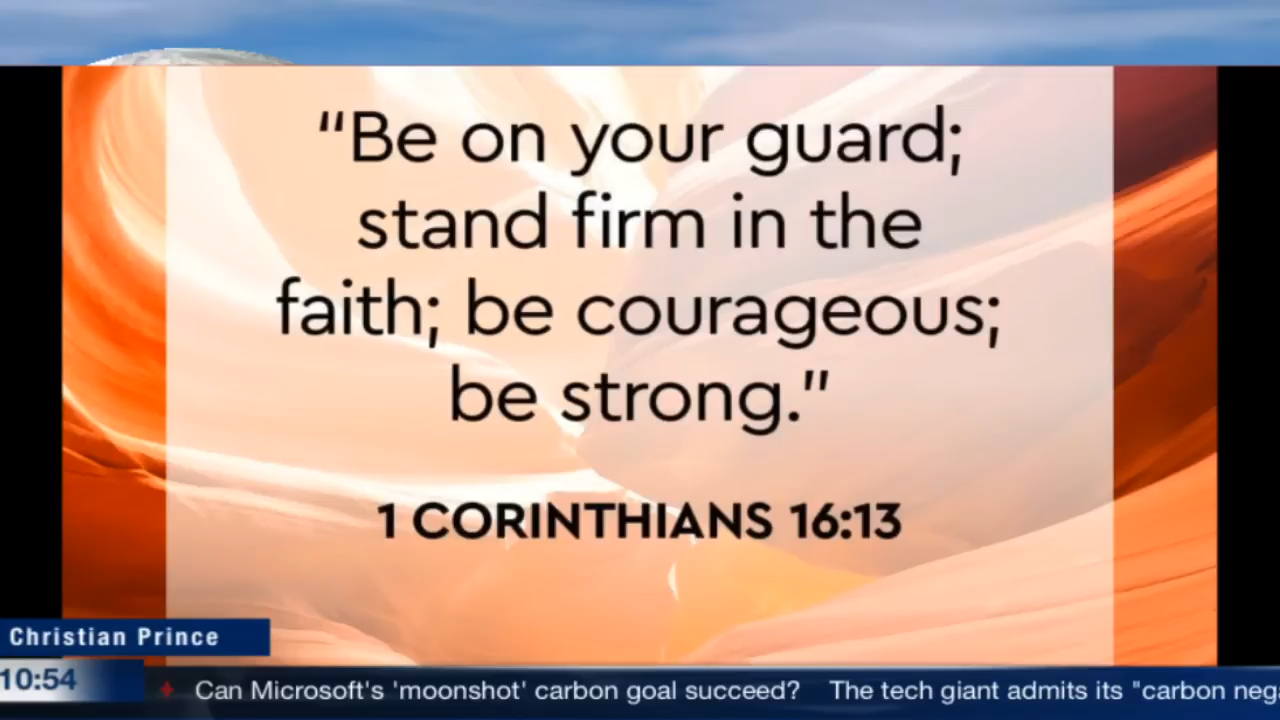 “Be on your guard;
stand firm in the
faith; be courageous;
be strong.”
1 CORINTHIANS 16:13
Christian Prince
10:54
Can Microsoft's 'moonshot' carbon goal succeed? The tech giant admits its "carbon